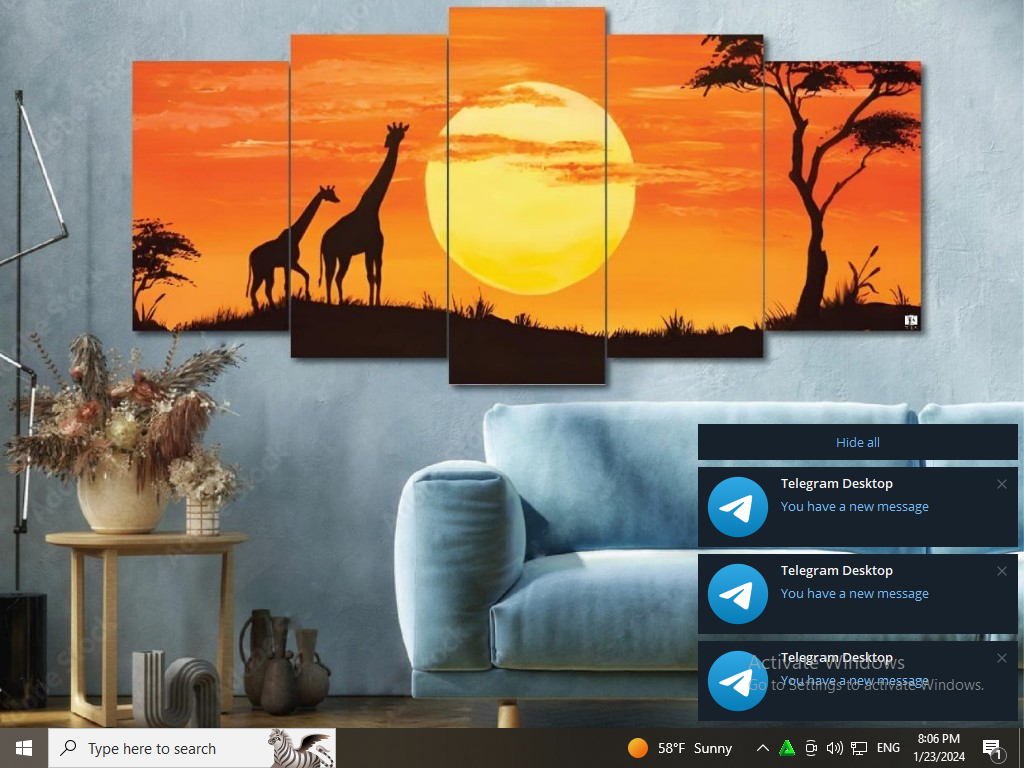 Hide all
Telegram Desktop
You have a new message
Telegram Desktop
You have a new message
Telegram Desktop
You have a new message
Activate Windows
Go to Settings to activate Windows.
Type here to search
58°F Sunny
ENG
8:06 PM
1/23/2024
1